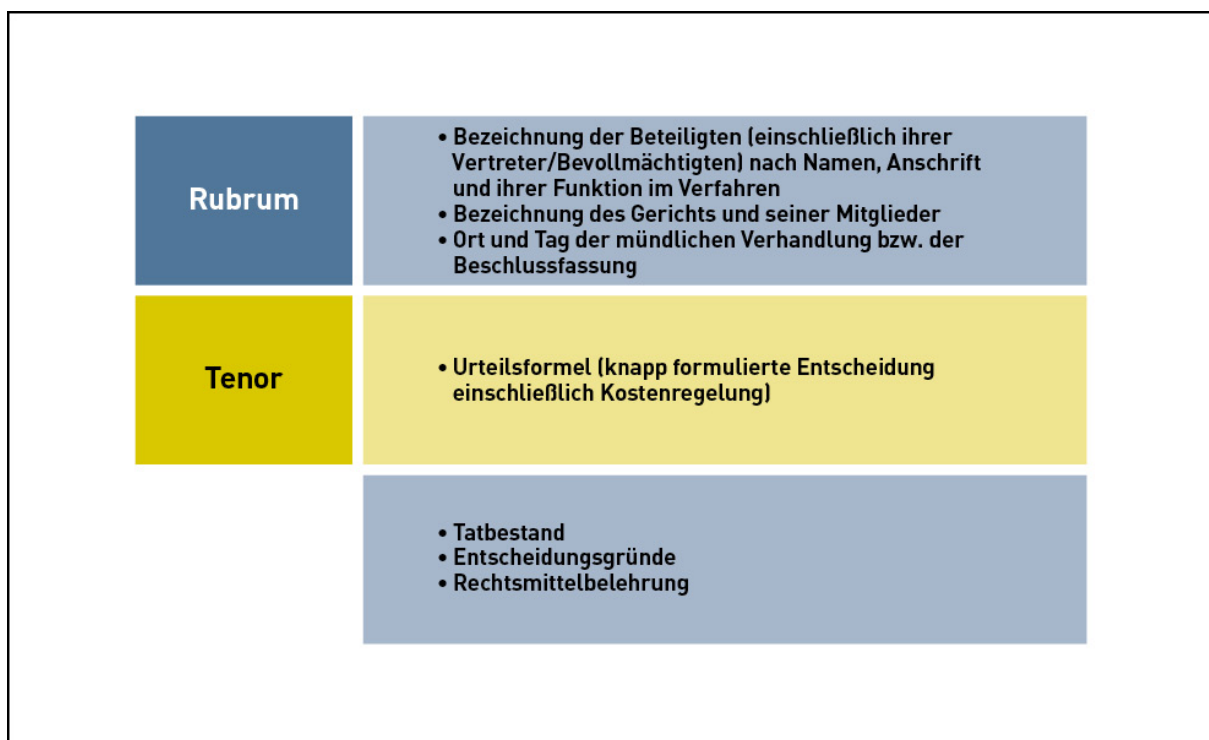 Rubrum
• Bezeichnung der Beteiligten (einschließlich ihrer
Vertreter/Bevollmächtigten) nach Namen, Anschrift
und ihrer Funktion im Verfahren
• Bezeichnung des Gerichts und seiner Mitglieder
• Ort und Tag der mündlichen Verhandlung bzw. der
Beschlussfassung
Tenor
• Urteilsformel (knapp formulierte Entscheidung
einschließlich Kostenregelung)
• Tatbestand
• Entscheidungsgründe
• Rechtsmittelbelehrung